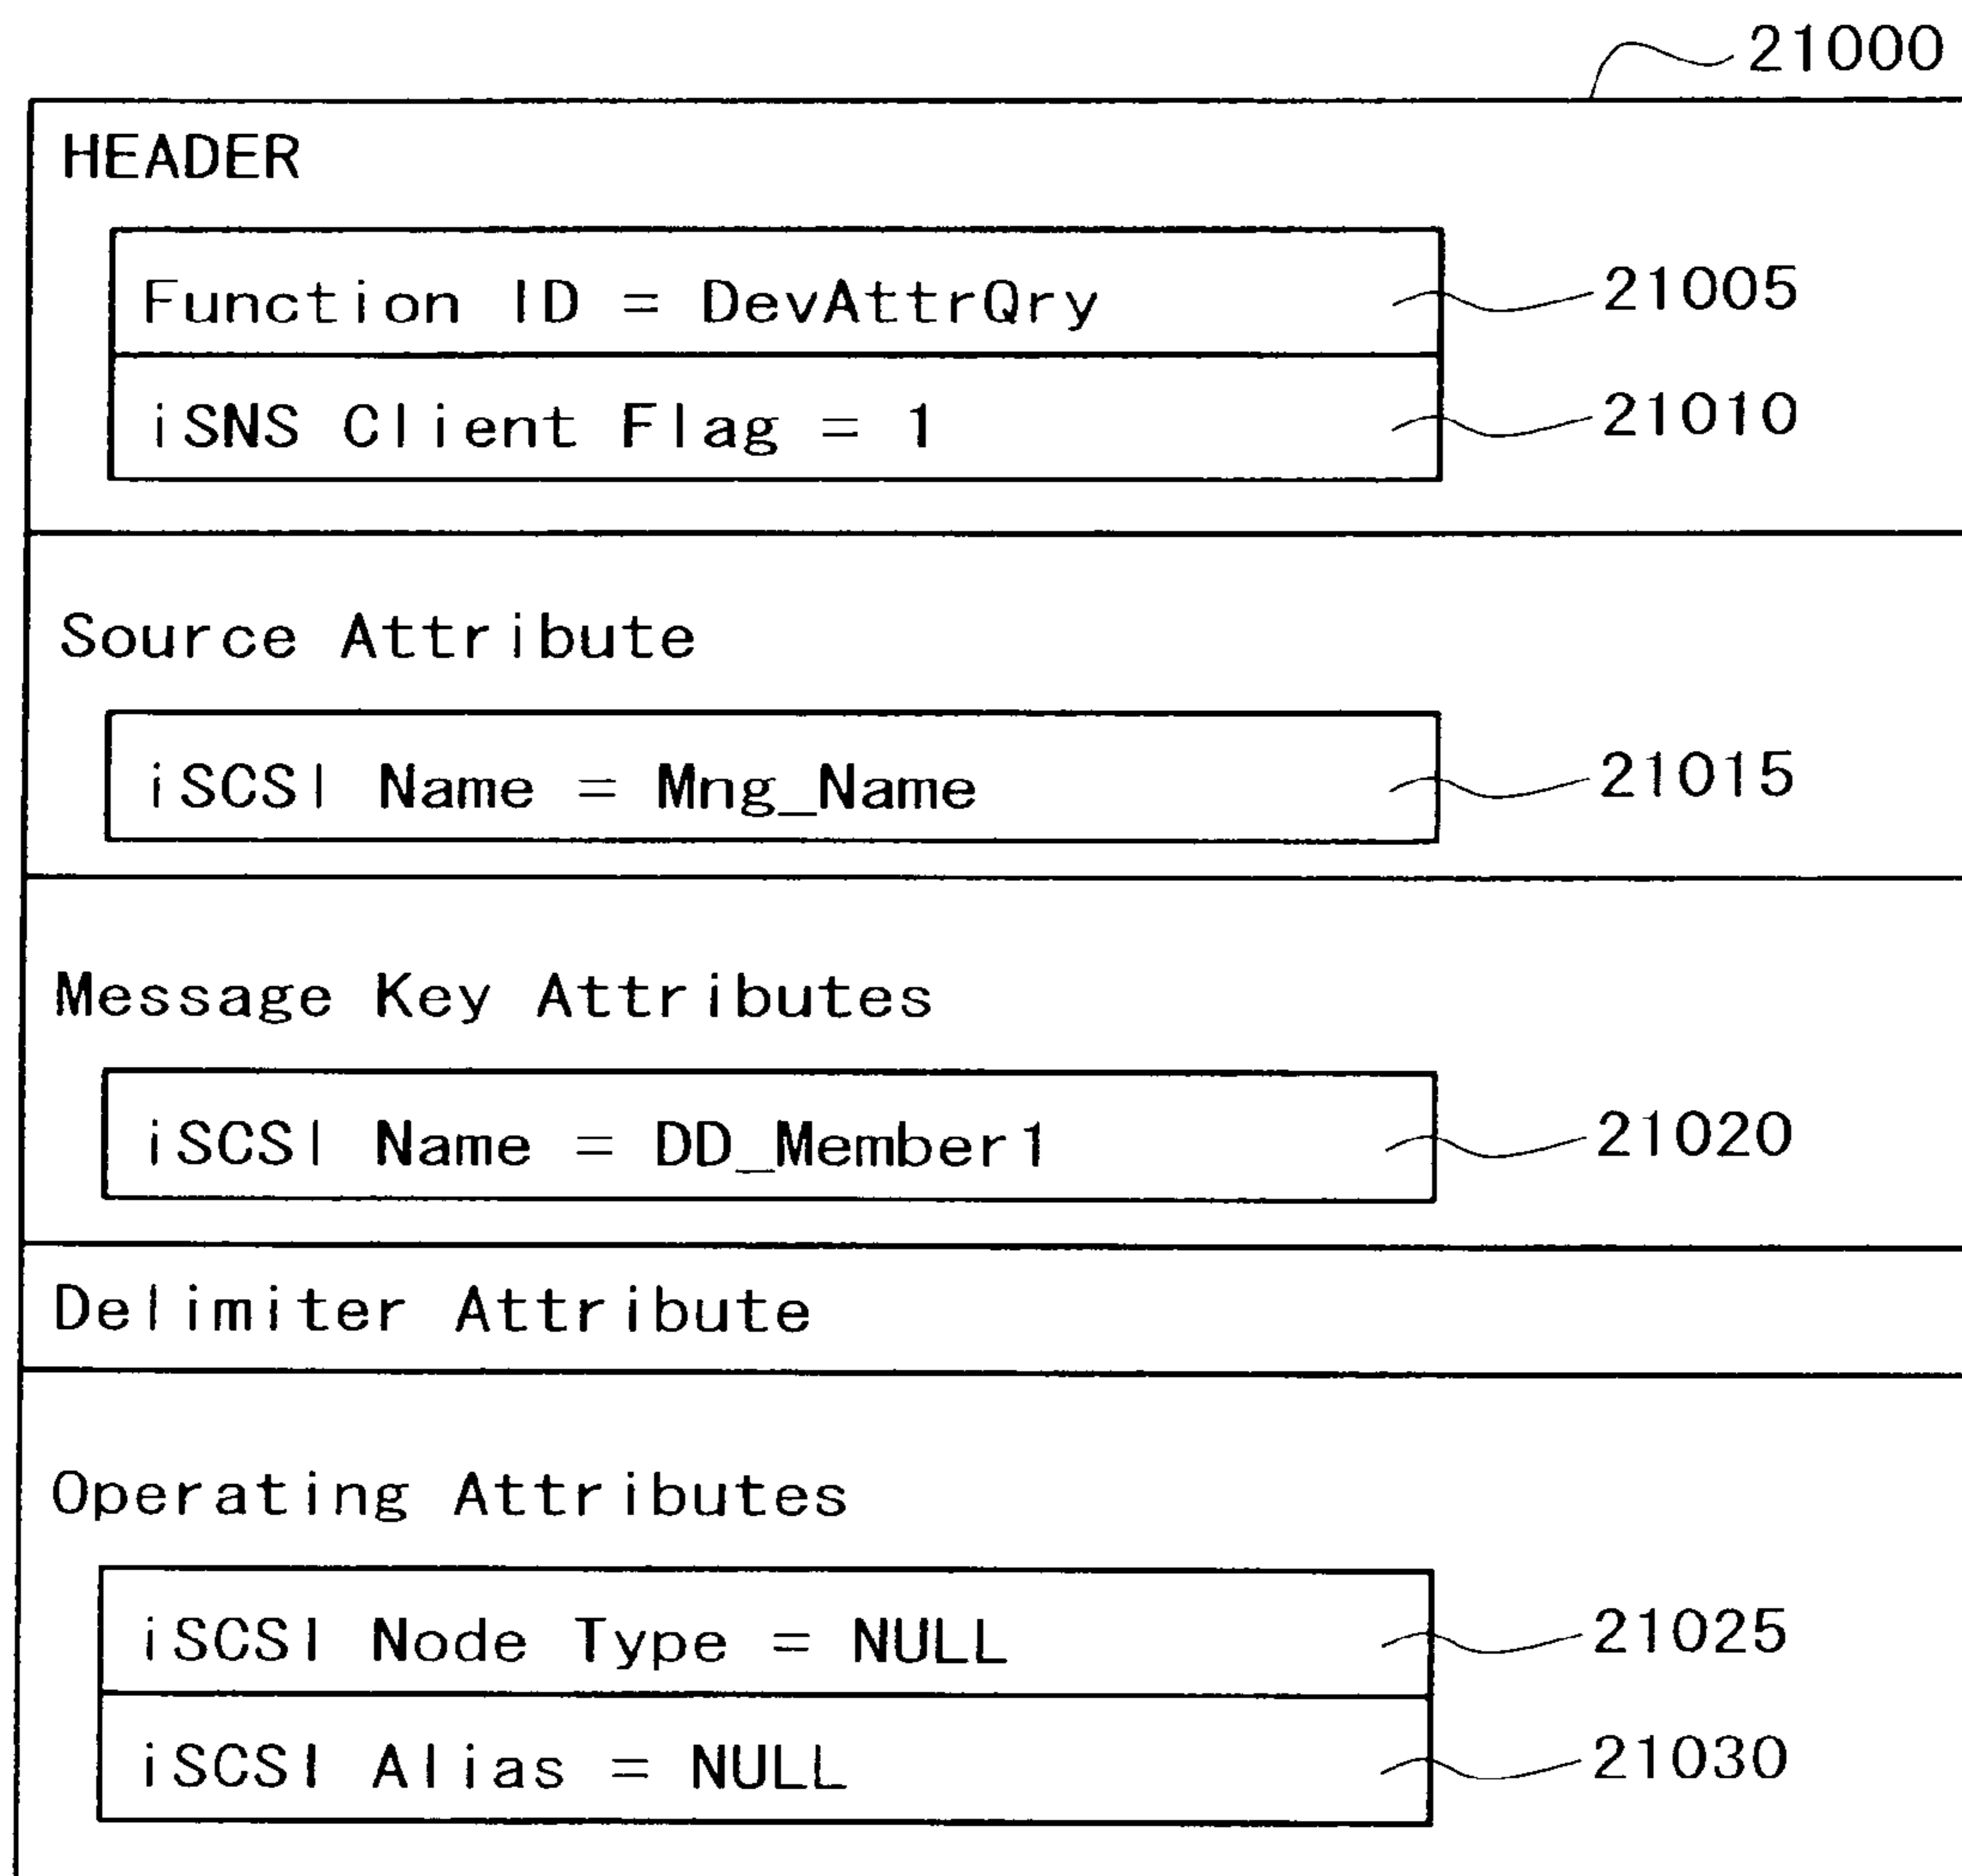 21000
HEADER
Function ID = DevAttrQry 21005
iSNS Client Flag = 1 21010
Source Attribute
iSCSI Name = Mng_Name 21015
Message Key Attributes
iSCSI Name = DD_Member1 21020
Delimiter Attribute
Operating Attributes
iSCSI Node Type = NULL 21025
iSCSI Alias = NULL 21030